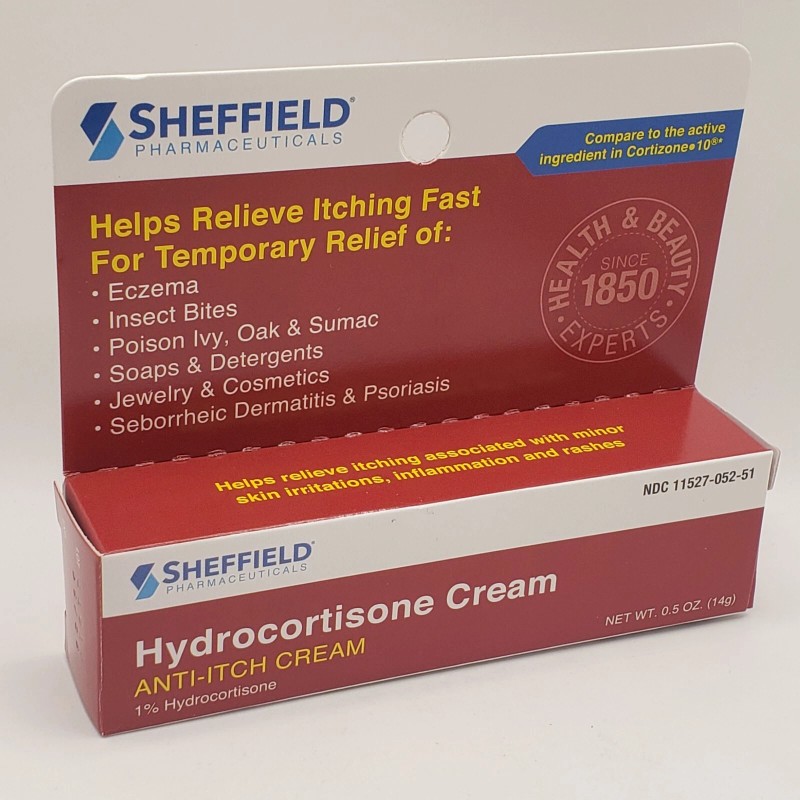 SHEFFIELD®
PHARMACEUTICALS
Compare to the active
ingredient in Cortizone•10®*
Helps Relieve Itching Fast
For Temporary Relief of:
• Eczema
• Insect Bites
• Poison Ivy, Oak & Sumac
• Soaps & Detergents
• Jewelry & Cosmetics
• Seborrheic Dermatitis & Psoriasis
HEALTH & BEAUTY
SINCE
1850
• EXPERTS •
Helps relieve itching associated with minor
skin irritations, inflammation and rashes
NDC 11527-052-51
SHEFFIELD®
PHARMACEUTICALS
Hydrocortisone Cream
ANTI-ITCH CREAM
1% Hydrocortisone
NET WT. 0.5 OZ. (14g)